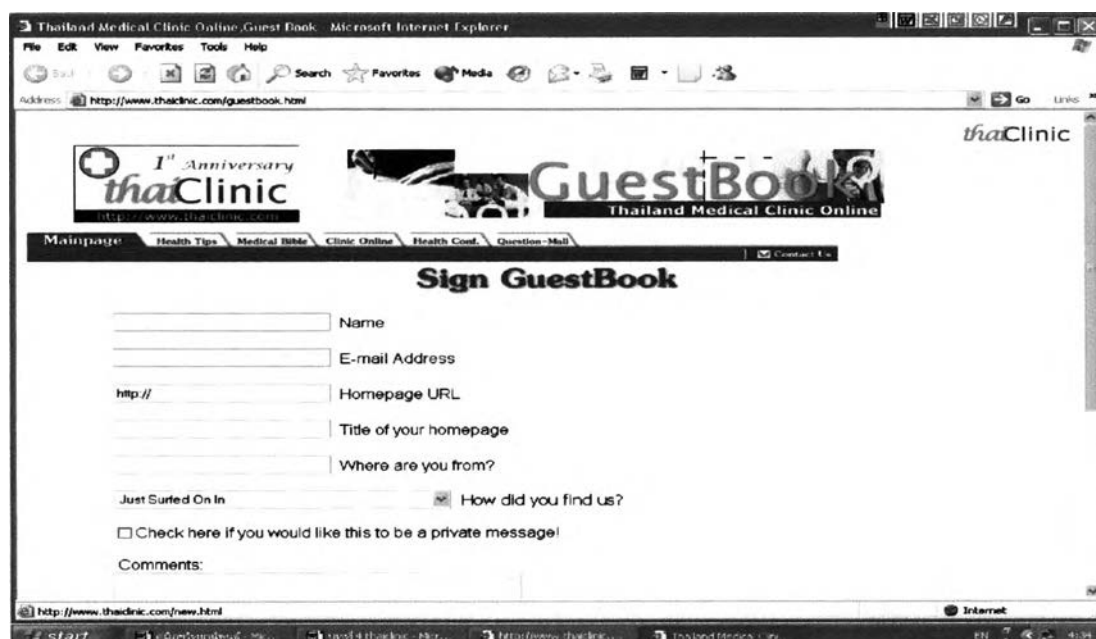 Thailand Medical Clinic Online,Guest Book - Microsoft Internet Explorer
File Edit View Favorites Tools Help
Back Search Favorites Media
Address http://www.thaiclinic.com/guestbook.html Go Links »
thaiClinic
1st Anniversary
thaiClinic
http://www.thaiclinic.com
GuestBook
Thailand Medical Clinic Online
Mainpage Health Tips Medical Bible Clinic Online Health Conf. Question-Mail
Contact Us
Sign GuestBook
Name
E-mail Address
http:// Homepage URL
Title of your homepage
Where are you from?
Just Surfed On In How did you find us?
Check here if you would like this to be a private message!
Comments:
http://www.thaiclinic.com/new.html Internet
start http://www.thaiclinic... EN